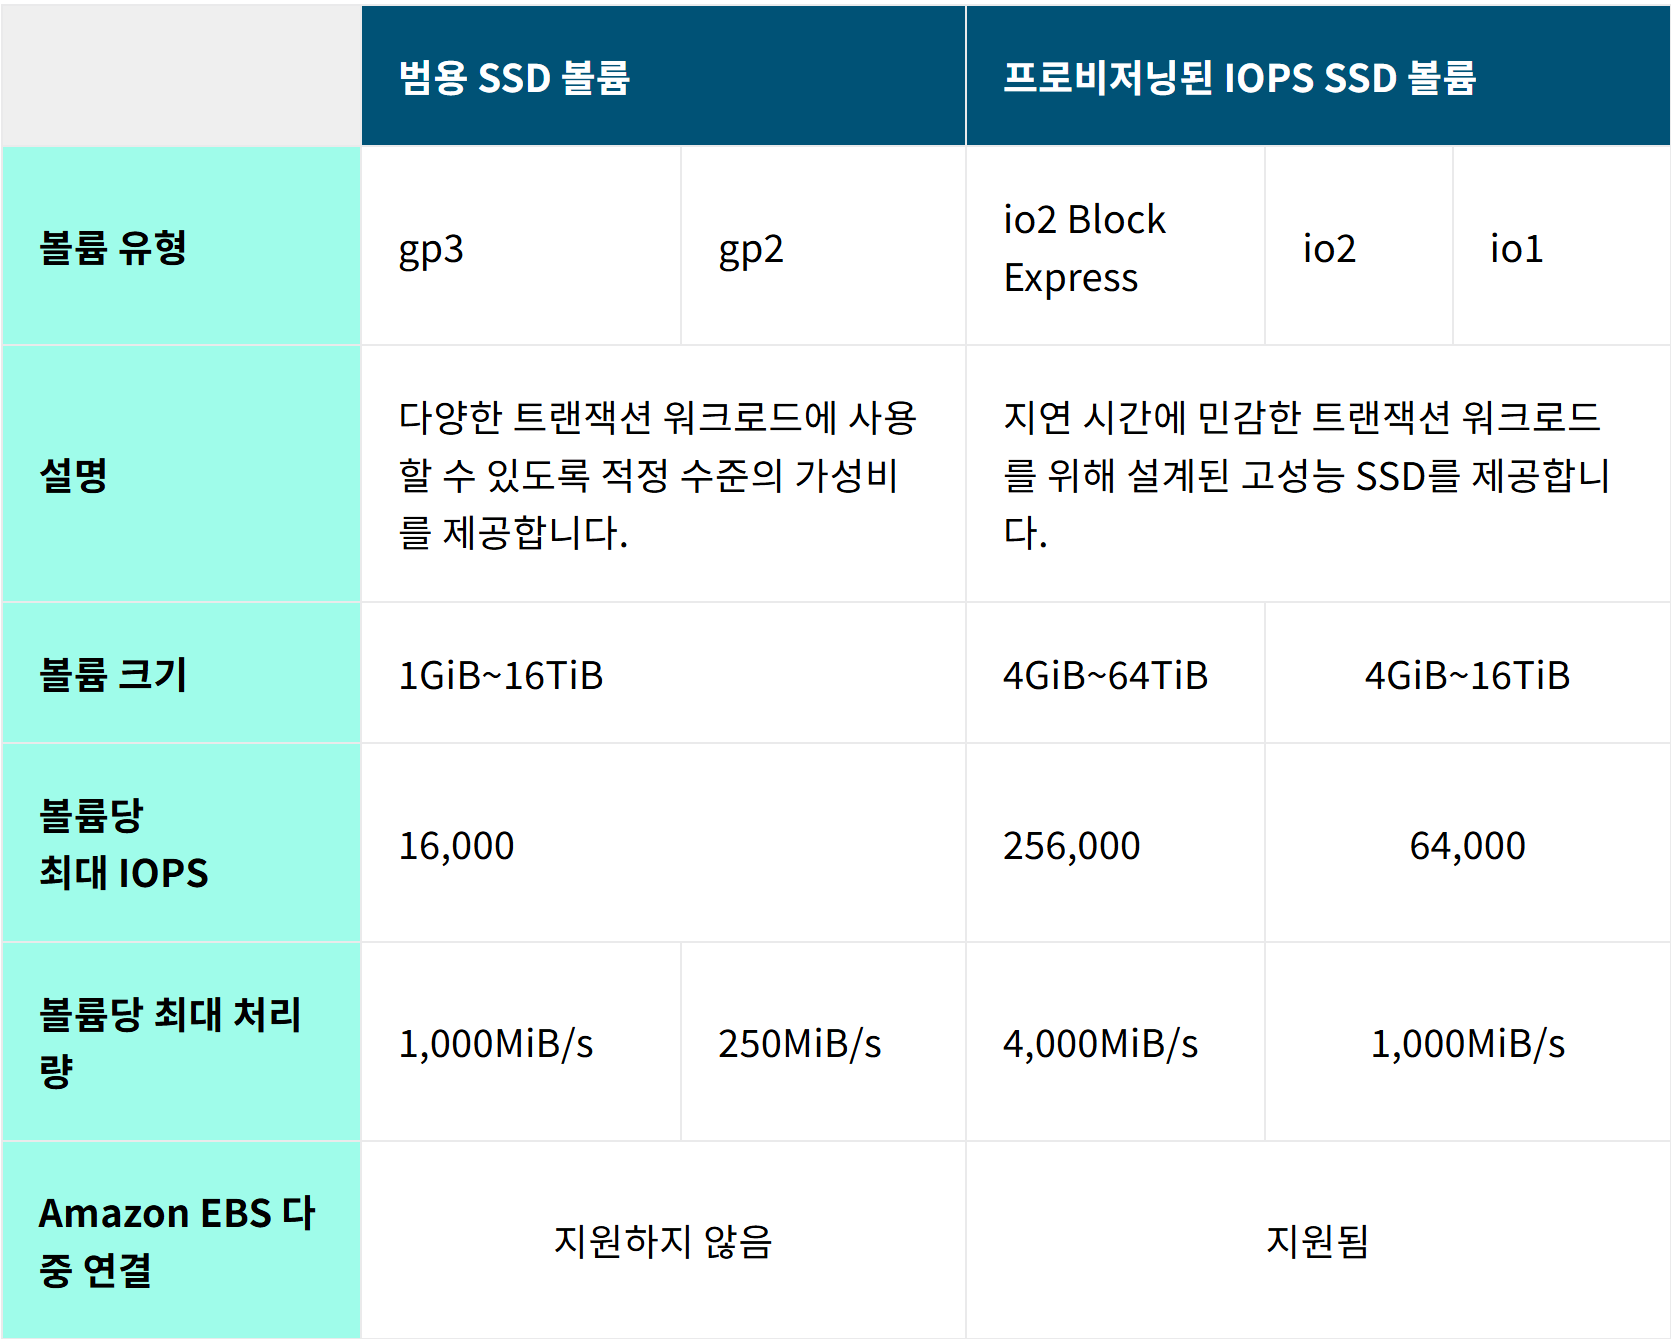 범용 SSD 볼륨
프로비저닝된 IOPS SSD 볼륨
볼륨 유형
gp3
gp2
io2 Block
Express
io2
io1
설명
다양한 트랜잭션 워크로드에 사용
할 수 있도록 적정 수준의 가성비
를 제공합니다.
지연 시간에 민감한 트랜잭션 워크로드
를 위해 설계된 고성능 SSD를 제공합니
다.
볼륨 크기
1GiB~16TiB
4GiB~64TiB
4GiB~16TiB
볼륨당
최대 IOPS
16,000
256,000
64,000
볼륨당 최대 처리
량
1,000MiB/s
250MiB/s
4,000MiB/s
1,000MiB/s
Amazon EBS 다
중 연결
지원하지 않음
지원됨